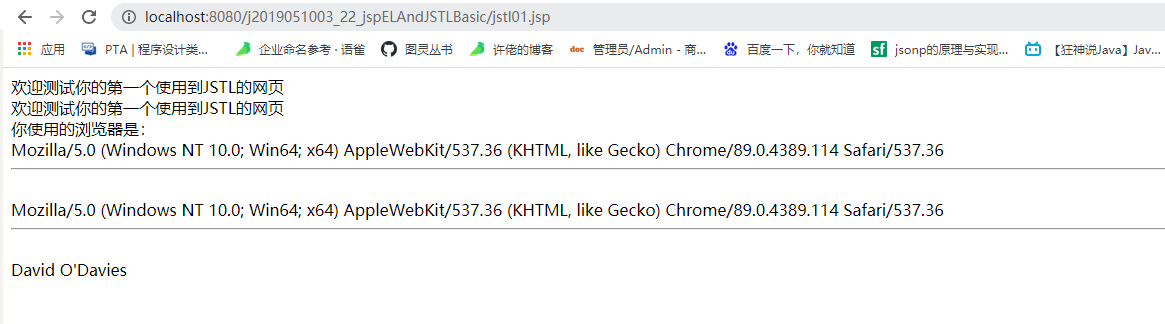 localhost:8080/j2019051003_22_jspELAndJSTLBasic/jstl01.jsp
应用 PTA | 程序设计类... 企业命名参考 · 语雀 图灵丛书 许佬的博客 doc 管理员/Admin - 商... 百度一下，你就知道 sf jsonp的原理与实现... 【狂神说Java】Jav...
欢迎测试你的第一个使用到JSTL的网页
欢迎测试你的第一个使用到JSTL的网页
你使用的浏览器是：
Mozilla/5.0 (Windows NT 10.0; Win64; x64) AppleWebKit/537.36 (KHTML, like Gecko) Chrome/89.0.4389.114 Safari/537.36
Mozilla/5.0 (Windows NT 10.0; Win64; x64) AppleWebKit/537.36 (KHTML, like Gecko) Chrome/89.0.4389.114 Safari/537.36
David O'Davies